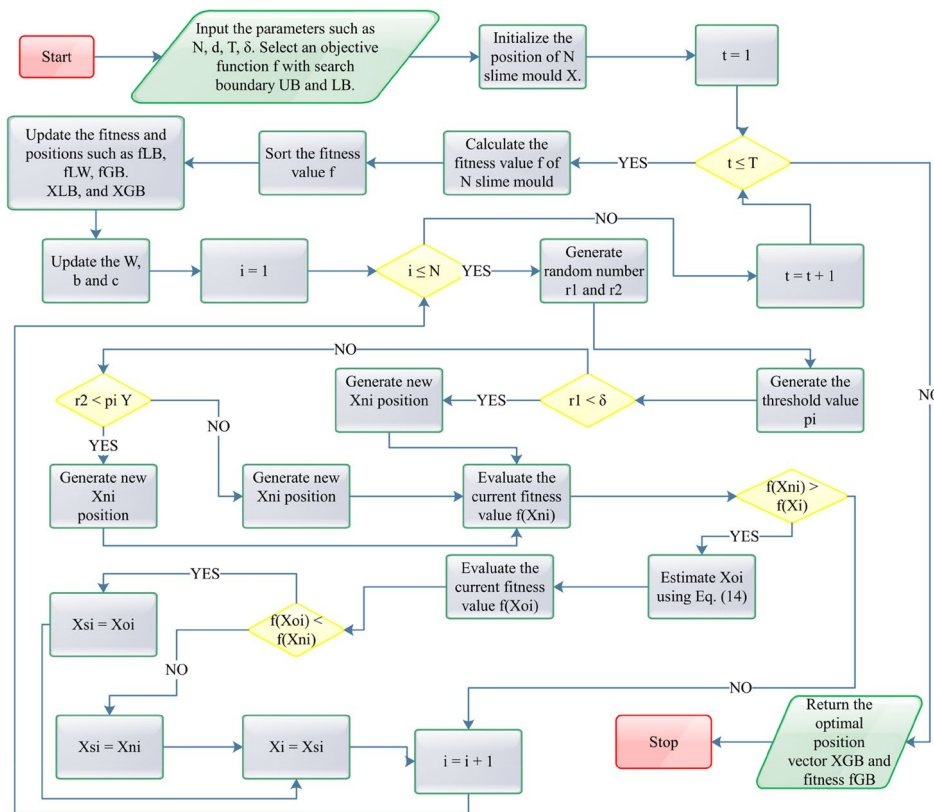 Start
Input the parameters such as
N, d, T, δ. Select an objective
function f with search
boundary UB and LB.
Initialize the
position of N
slime mould X.
t = 1
Update the fitness and
positions such as fLB,
fLW, fGB.
XLB, and XGB
Sort the fitness
value f
Calculate the
fitness value f of
N slime mould
YES
t ≤ T
NO
Update the W,
b and c
i = 1
i ≤ N
YES
Generate
random number
r1 and r2
t = t + 1
NO
NO
r2 < pi Y
Generate new
Xni position
YES
r1 < δ
Generate the
threshold value
pi
NO
YES
Generate new
Xni
position
Generate new
Xni position
Evaluate the
current fitness
value f(Xni)
f(Xni) >
f(Xi)
YES
YES
Xsi = Xoi
f(Xoi) <
f(Xni)
Evaluate the
current fitness
value f(Xoi)
Estimate Xoi
using Eq. (14)
NO
NO
Xsi = Xni
Xi = Xsi
i = i + 1
Stop
Return the
optimal
position
vector XGB and
fitness fGB